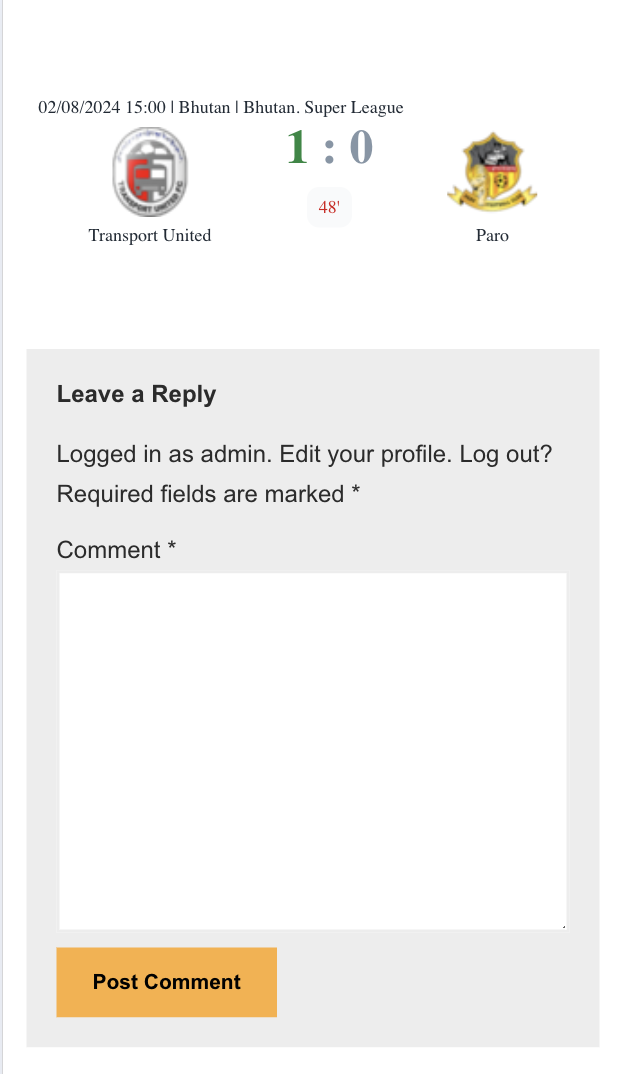 02/08/2024 15:00 | Bhutan | Bhutan. Super League
1 : 0
48'
TRANSPORT UNITED FC
Transport United
Paro
Leave a Reply
Logged in as admin. Edit your profile. Log out?
Required fields are marked *
Comment *
Post Comment